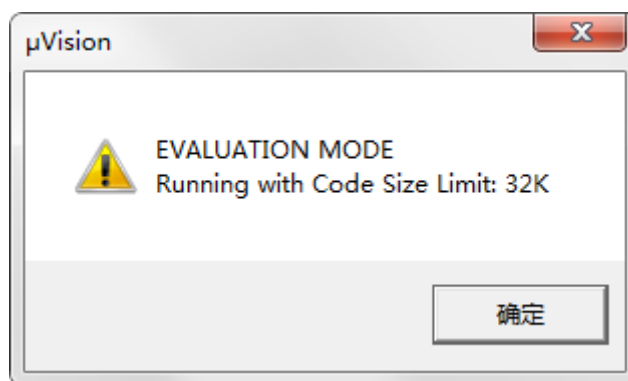 µVision
EVALUATION MODE
Running with Code Size Limit: 32K
确定